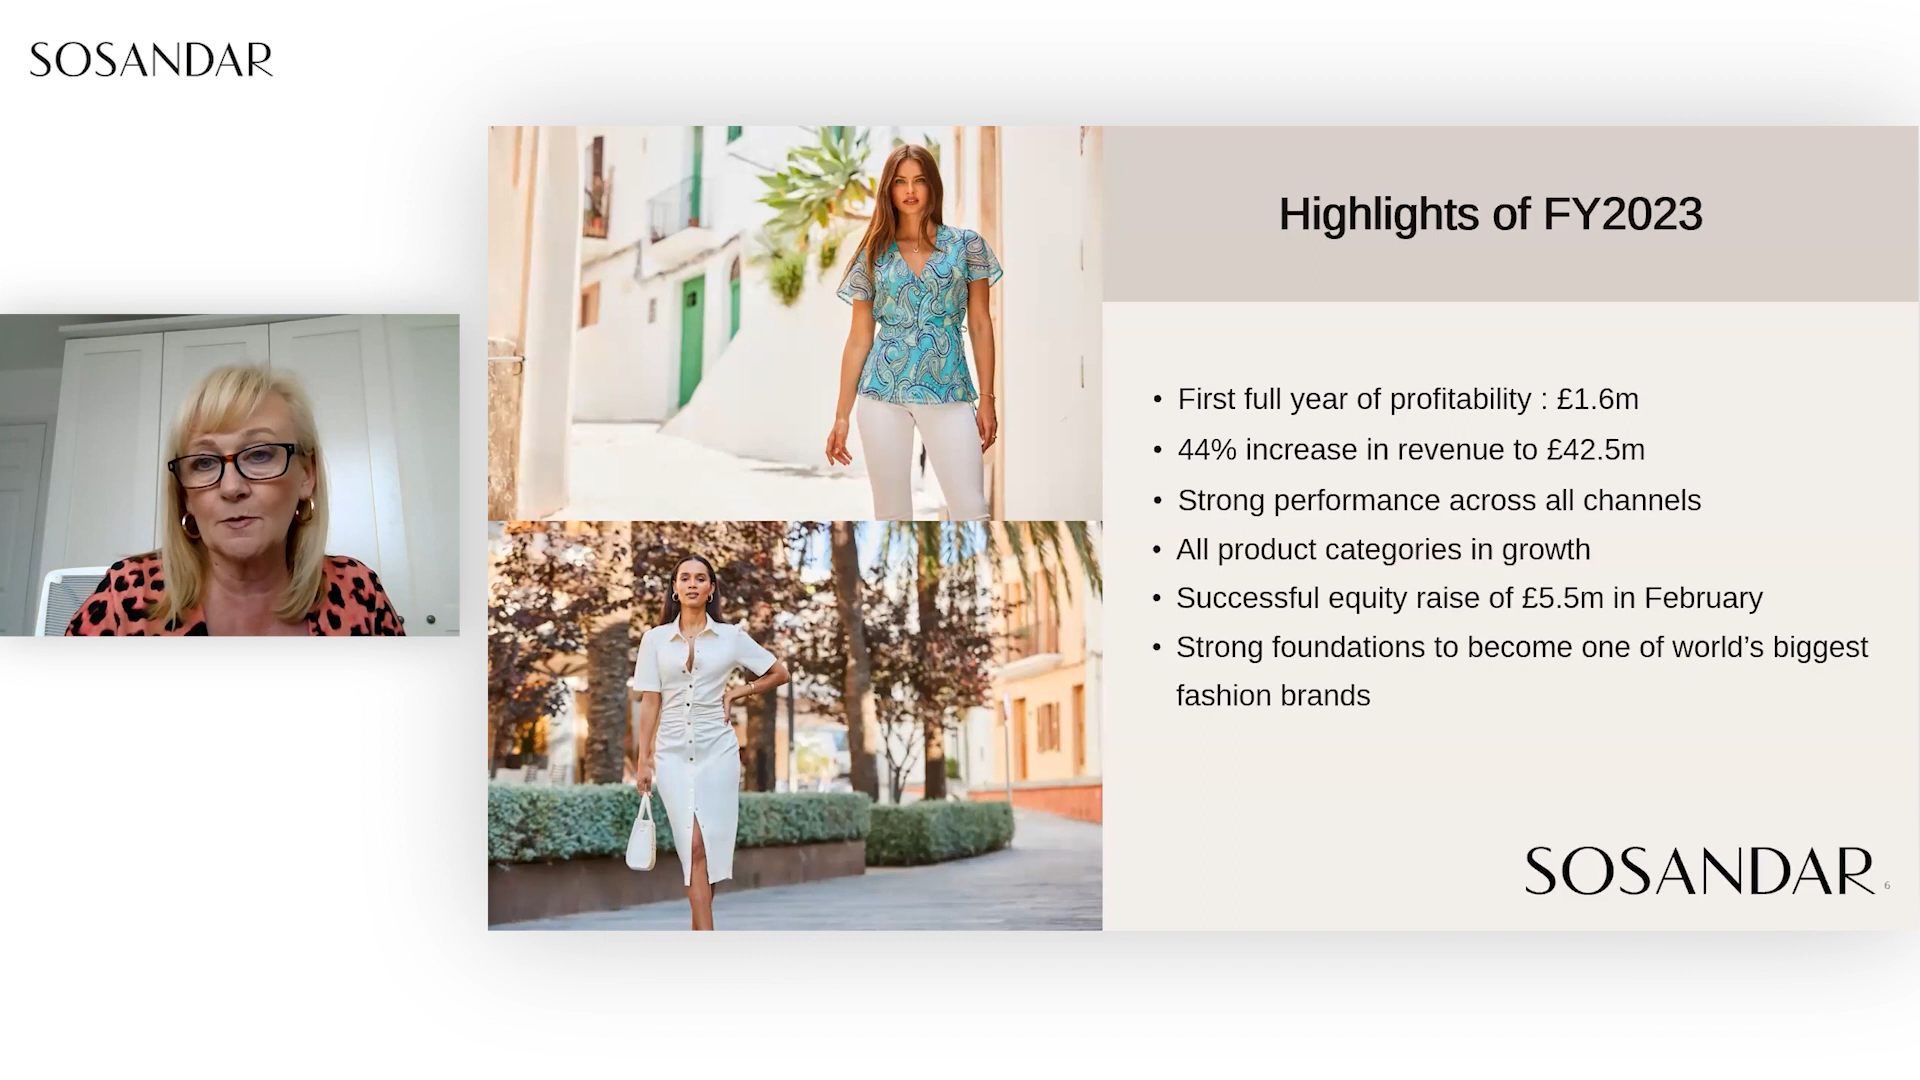 SOSANDAR
Highlights of FY2023
• First full year of profitability : £1.6m
• 44% increase in revenue to £42.5m
• Strong performance across all channels
• All product categories in growth
• Successful equity raise of £5.5m in February
• Strong foundations to become one of world’s biggest
fashion brands
SOSANDAR
6